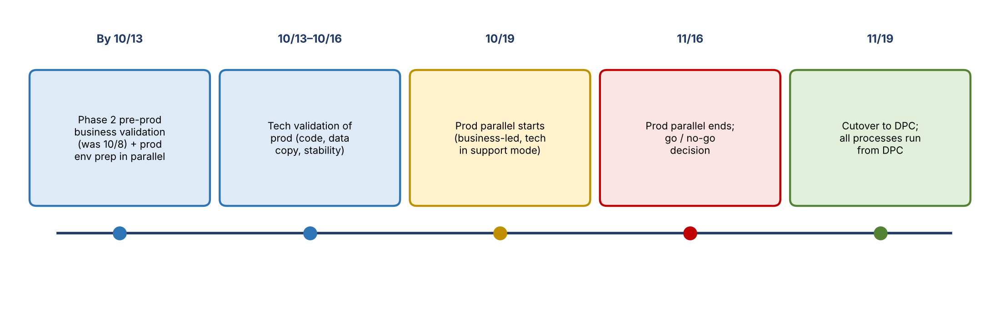 By 10/13
10/13–10/16
10/19
11/16
11/19
Phase 2 pre-prod
business validation
(was 10/8) + prod
env prep in parallel
Tech validation of
prod (code, data
copy, stability)
Prod parallel starts
(business-led, tech
in support mode)
Prod parallel ends;
go / no-go
decision
Cutover to DPC;
all processes run
from DPC